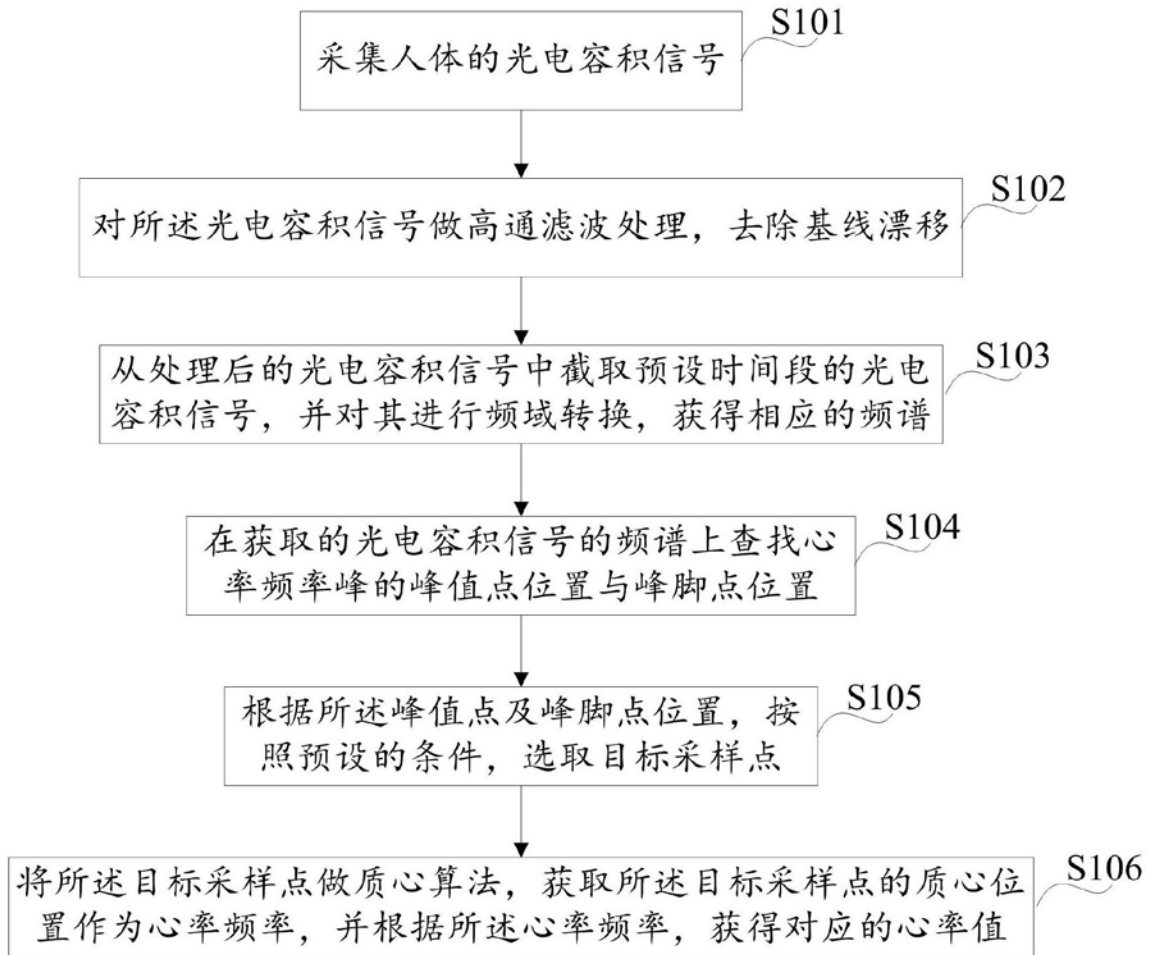 S101
采集人体的光电容积信号
S102
对所述光电容积信号做高通滤波处理，去除基线漂移
S103
从处理后的光电容积信号中截取预设时间段的光电
容积信号，并对其进行频域转换，获得相应的频谱
S104
在获取的光电容积信号的频谱上查找心
率频率峰的峰值点位置与峰脚点位置
S105
根据所述峰值点及峰脚点位置，按
照预设的条件，选取目标采样点
S106
将所述目标采样点做质心算法，获取所述目标采样点的质心位
置作为心率频率，并根据所述心率频率，获得对应的心率值